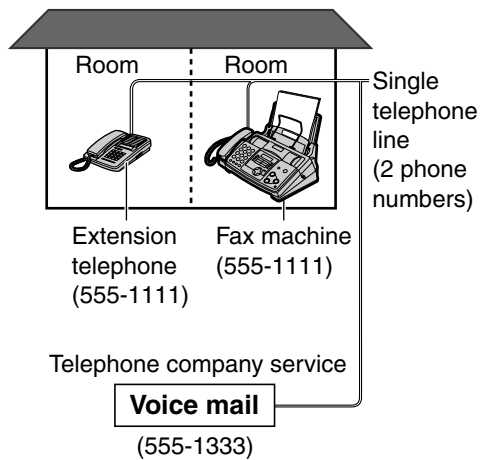 Room
Room
Single
telephone
line
(2 phone
numbers)
Extension
telephone
(555-1111)
Fax machine
(555-1111)
Telephone company service
Voice mail
(555-1333)